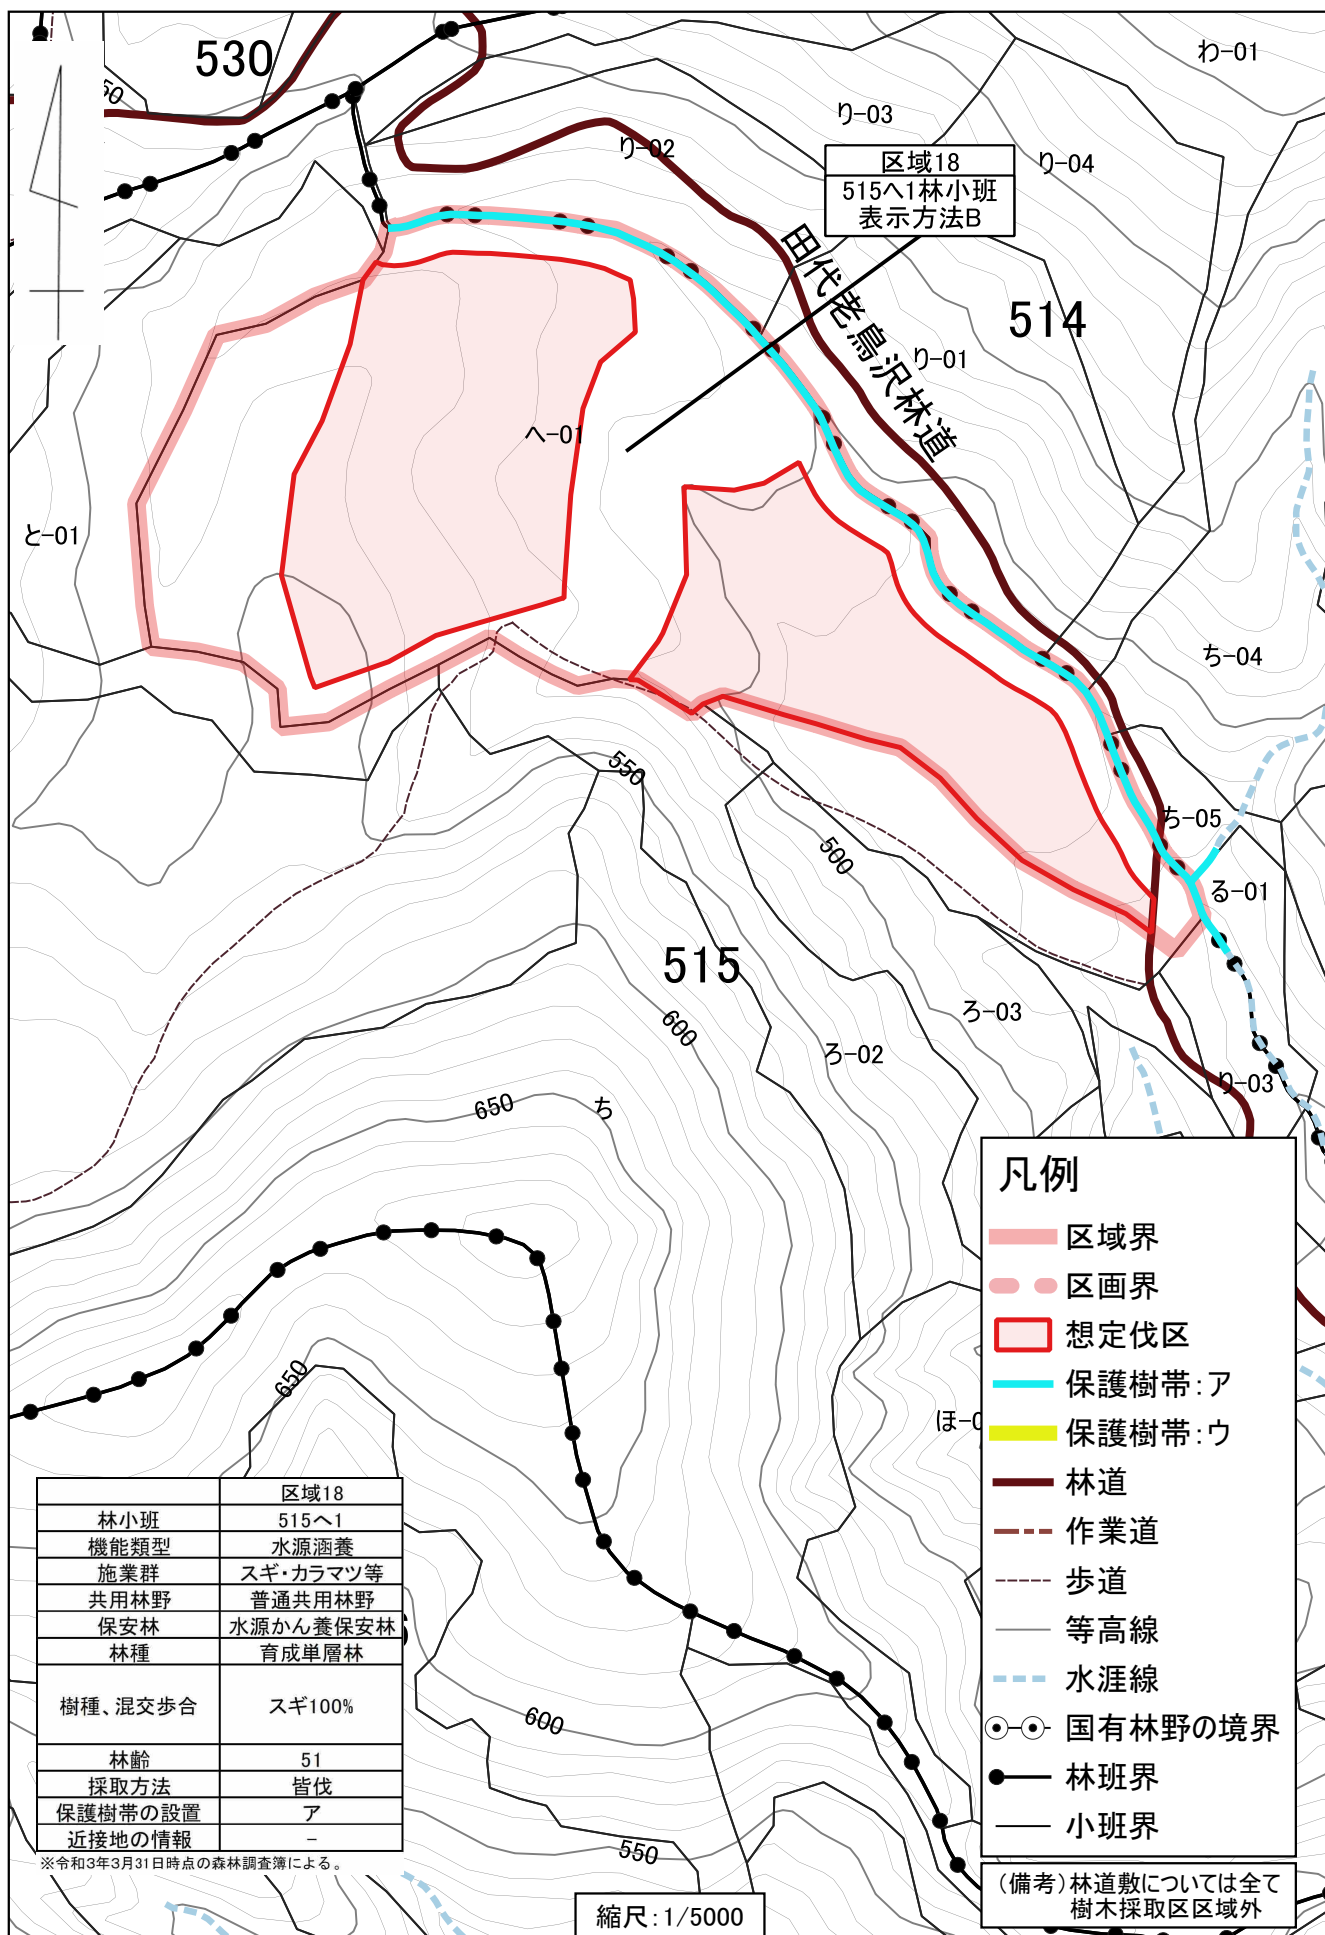 530
50
わ-01
り-03
り-02
り-04
区域18
515へ1林小班
表示方法B
514
田代老鳥沢林道
り-01
へ-01
と-01
ち-04
550
ち-05
500
る-01
515
ろ-03
600
ろ-02
り-03
650
ち
650
ほ-0
600
550
凡例
区域界
区画界
想定伐区
保護樹帯:ア
保護樹帯:ウ
林道
作業道
歩道
等高線
水涯線
国有林野の境界
林班界
小班界
(備考)林道敷については全て
樹木採取区区域外
区域18
林小班 515へ1
機能類型 水源涵養
施業群 スギ・カラマツ等
共用林野 普通共用林野
保安林 水源かん養保安林
林種 育成単層林
樹種、混交歩合 スギ100%
林齢 51
採取方法 皆伐
保護樹帯の設置 ア
近接地の情報 -
※令和3年3月31日時点の森林調査簿による。
縮尺:1/5000